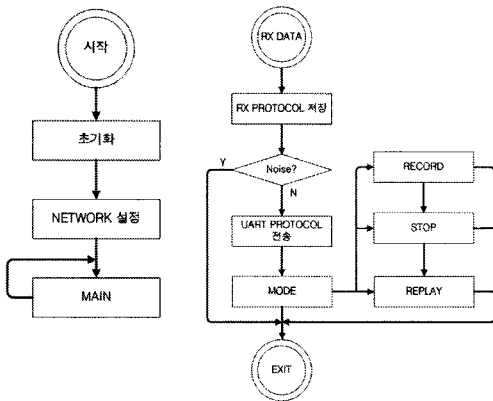 시작
초기화
NETWORK 설정
MAIN
RX DATA
RX PROTOCOL 저장
Noise?
Y
N
UART PROTOCOL
전송
MODE
RECORD
STOP
REPLAY
EXIT